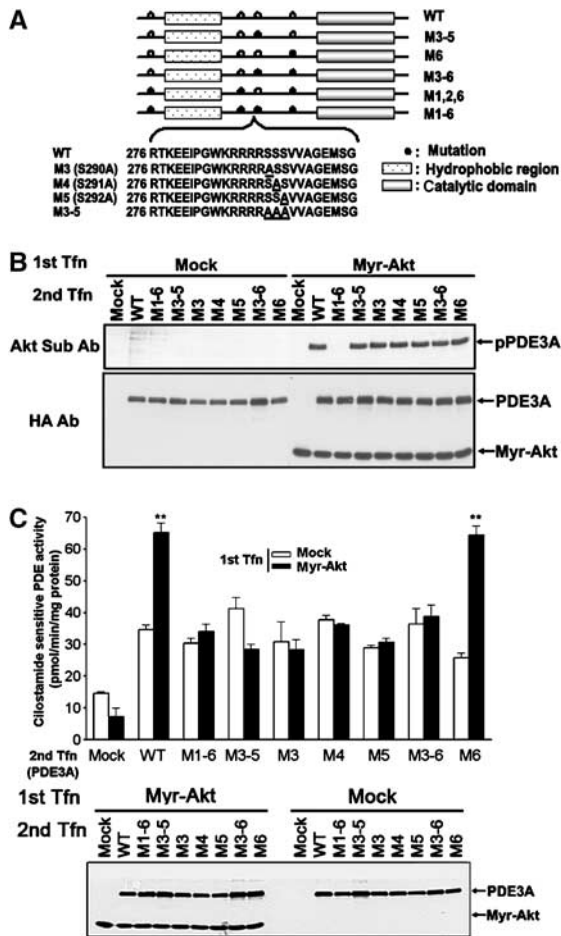 A
WT
M3-5
M6
M3-6
M1,2,6
M1-6
WT 276 RTKEEIPGWKRRRRSSSVVAGEMSG
M3 (S290A) 276 RTKEEIPGWKRRRRASSVVAGEMSG
M4 (S291A) 276 RTKEEIPGWKRRRRSASVVAGEMSG
M5 (S292A) 276 RTKEEIPGWKRRRRSSAVVAGEMSG
M3-5 276 RTKEEIPGWKRRRRAAAVVAGEMSG
: Mutation
: Hydrophobic region
: Catalytic domain
B
1st Tfn Mock Myr-Akt
2nd Tfn Mock WT M1-6 M3-5 M3 M4 M5 M3-6 M6 Mock WT M1-6 M3-5 M3 M4 M5 M3-6 M6
Akt Sub Ab pPDE3A
HA Ab PDE3A
Myr-Akt
C
Cilostamide sensitive PDE activity
(pmol/min/mg protein)
70
60
50
40
30
20
10
0
** **
1st Tfn Mock
Myr-Akt
2nd Tfn Mock WT M1-6 M3-5 M3 M4 M5 M3-6 M6
(PDE3A)
1st Tfn Myr-Akt Mock
2nd Tfn Mock WT M1-6 M3-5 M3 M4 M5 M3-6 M6 Mock WT M1-6 M3-5 M3 M4 M5 M3-6 M6
PDE3A
Myr-Akt